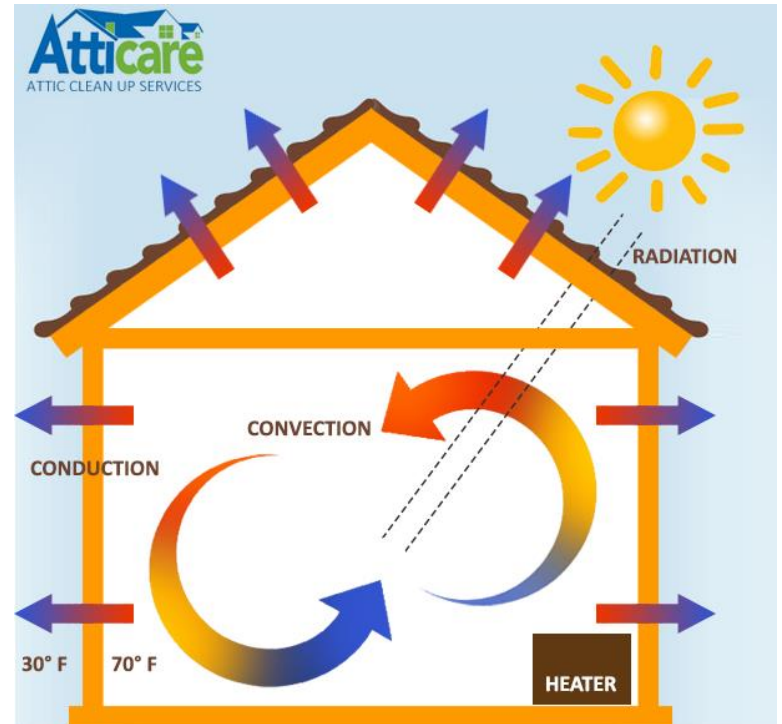 Atticare
ATTIC CLEAN UP SERVICES
RADIATION
CONVECTION
CONDUCTION
30° F
70° F
HEATER